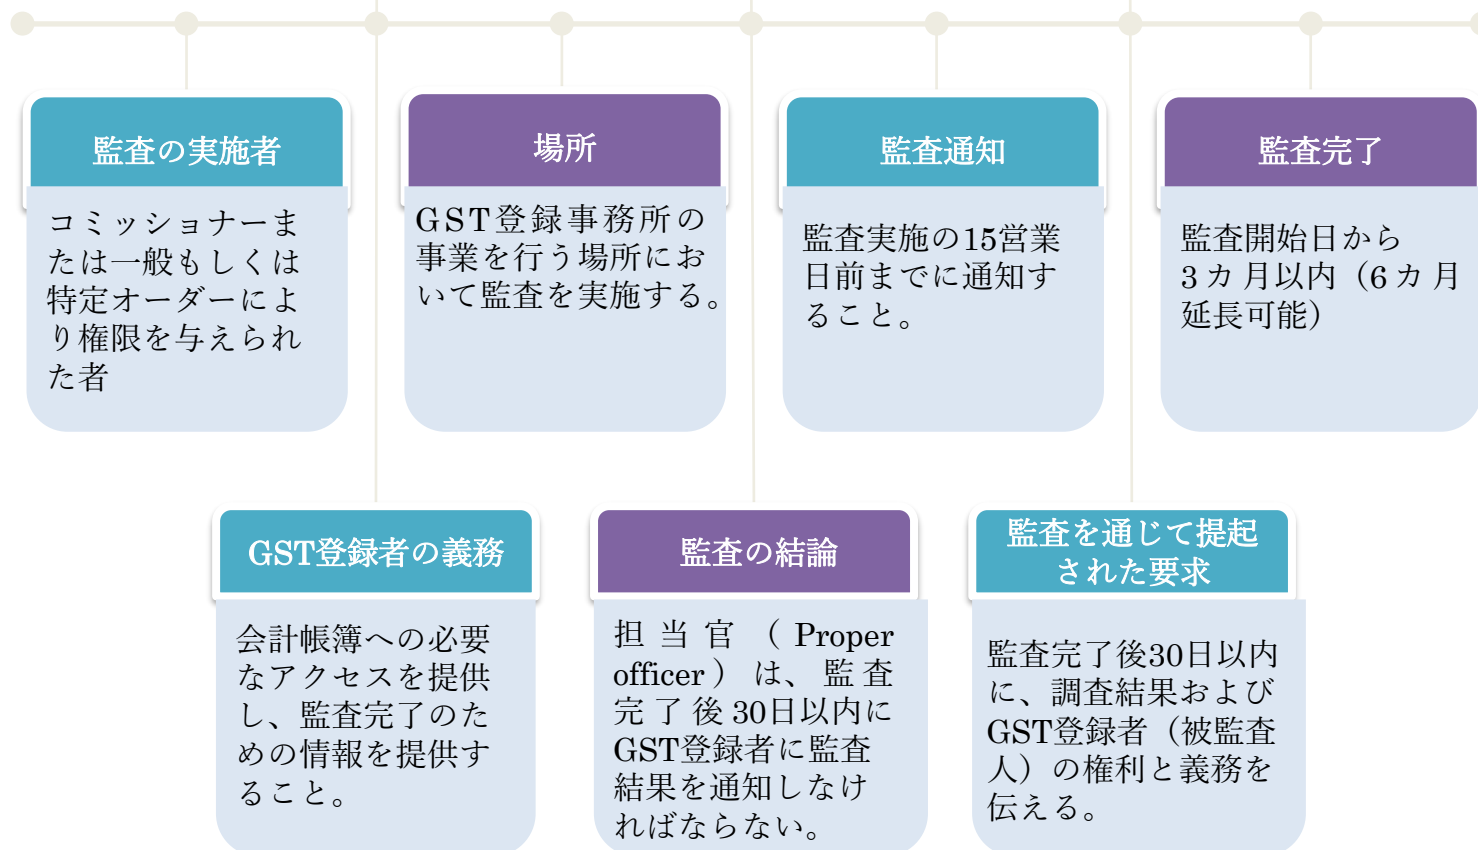 監査の実施者
コミッショナーま
たは一般もしくは
特定オーダーによ
り権限を与えられ
た者
場所
GST登録事務所の
事業を行う場所にお
いて監査を実施する。
監査通知
監査実施の15営業
日前までに通知す
ること。
監査完了
監査開始日から
3カ月以内（6カ月
延長可能）
GST登録者の義務
会計帳簿への必要
なアクセスを提供
し、監査完了のた
めの情報を提供す
ること。
監査の結論
担当官（Proper
officer）は、監査
完了後30日以内に
GST登録者に監査
結果を通知しなけ
ればならない。
監査を通じて提起
された要求
監査完了後30日以内
に、調査結果および
GST登録者（被監査
人）の権利と義務を
伝える。